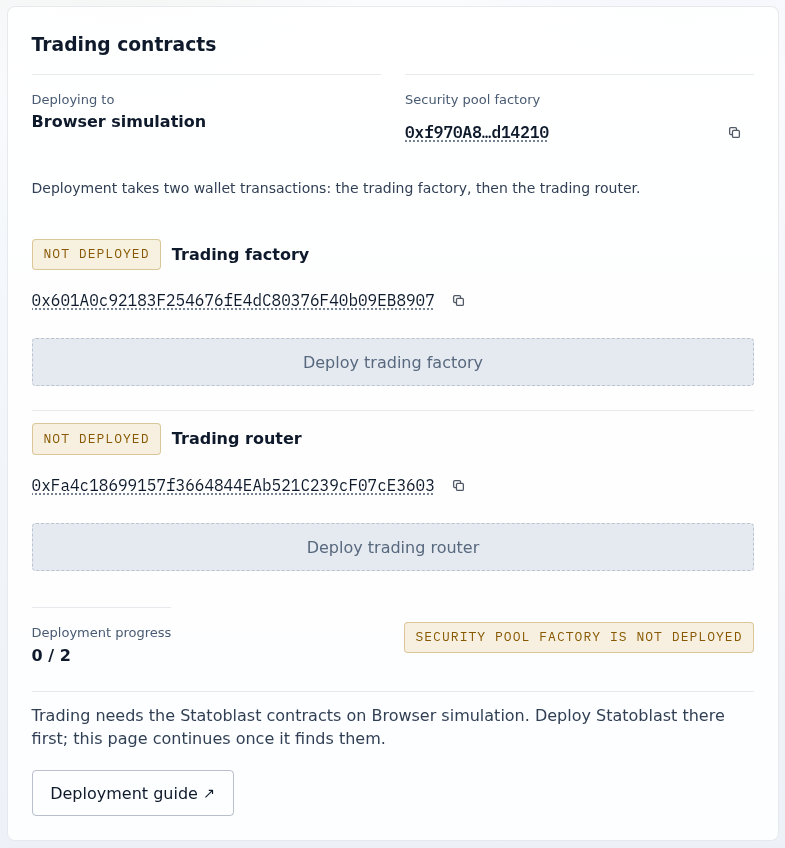 Trading contracts
Deploying to
Browser simulation
Security pool factory
0xf970A8…d14210
Deployment takes two wallet transactions: the trading factory, then the trading router.
NOT DEPLOYED Trading factory
0x601A0c92183F254676fE4dC80376F40b09EB8907
Deploy trading factory
NOT DEPLOYED Trading router
0xFa4c18699157f3664844EAb521C239cF07cE3603
Deploy trading router
Deployment progress
0 / 2
SECURITY POOL FACTORY IS NOT DEPLOYED
Trading needs the Statoblast contracts on Browser simulation. Deploy Statoblast there
first; this page continues once it finds them.
Deployment guide ↗